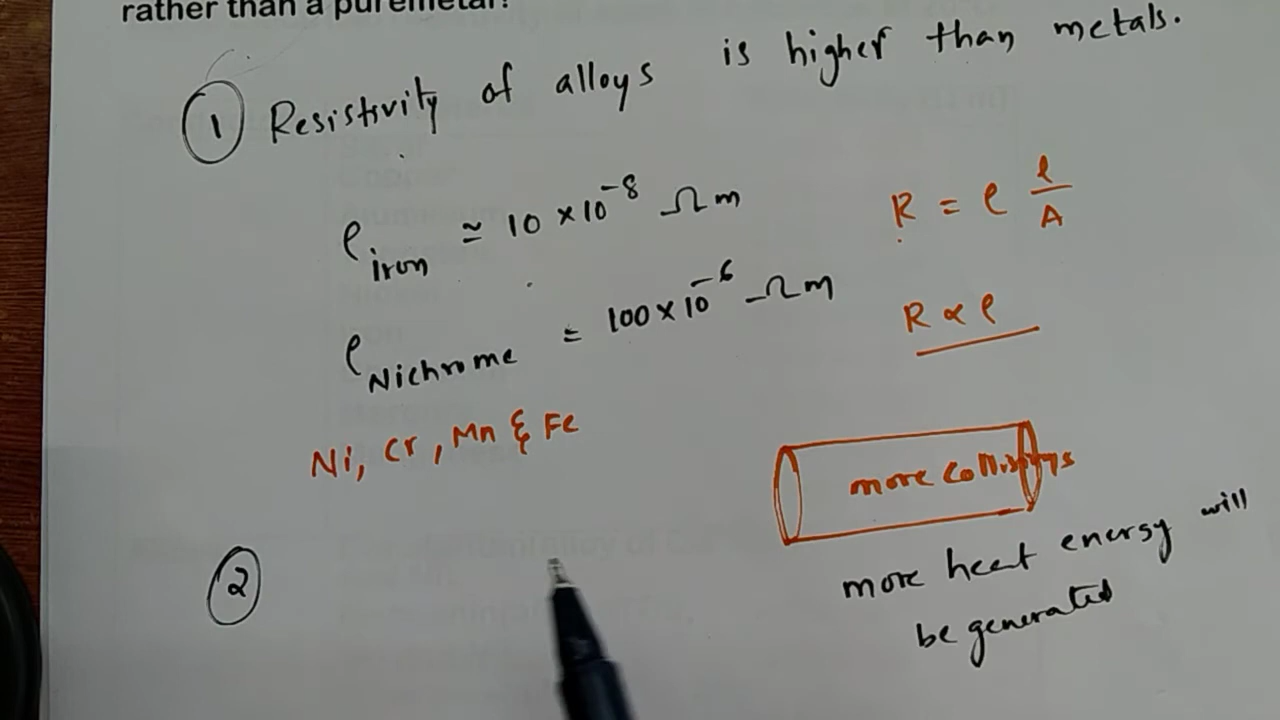 rather than a pure metal?
① Resistivity of alloys is higher than metals.
ρ iron ≃ 10 × 10⁻⁸ Ωm
R = ρ l/A
ρ Nichrome = 100 × 10⁻⁶ Ωm
R ∝ ρ
Ni, Cr, Mn & Fe
more collisions
more heat energy will
be generated
②